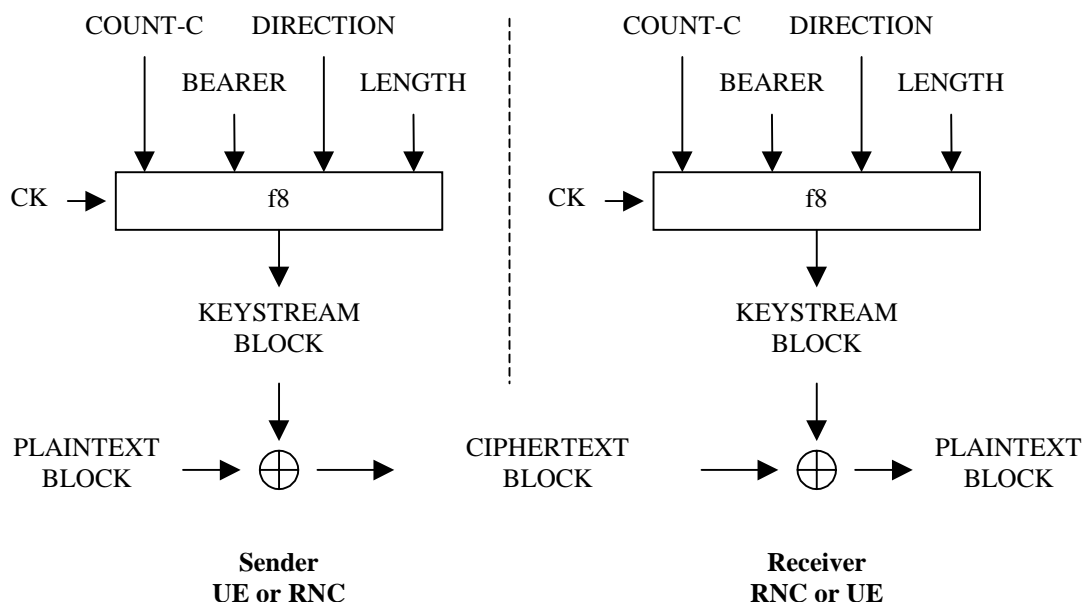 COUNT-C DIRECTION COUNT-C DIRECTION
BEARER LENGTH BEARER LENGTH
CK f8 CK f8
KEYSTREAM BLOCK KEYSTREAM BLOCK
PLAINTEXT BLOCK CIPHERTEXT BLOCK PLAINTEXT BLOCK
Sender Receiver
UE or RNC RNC or UE